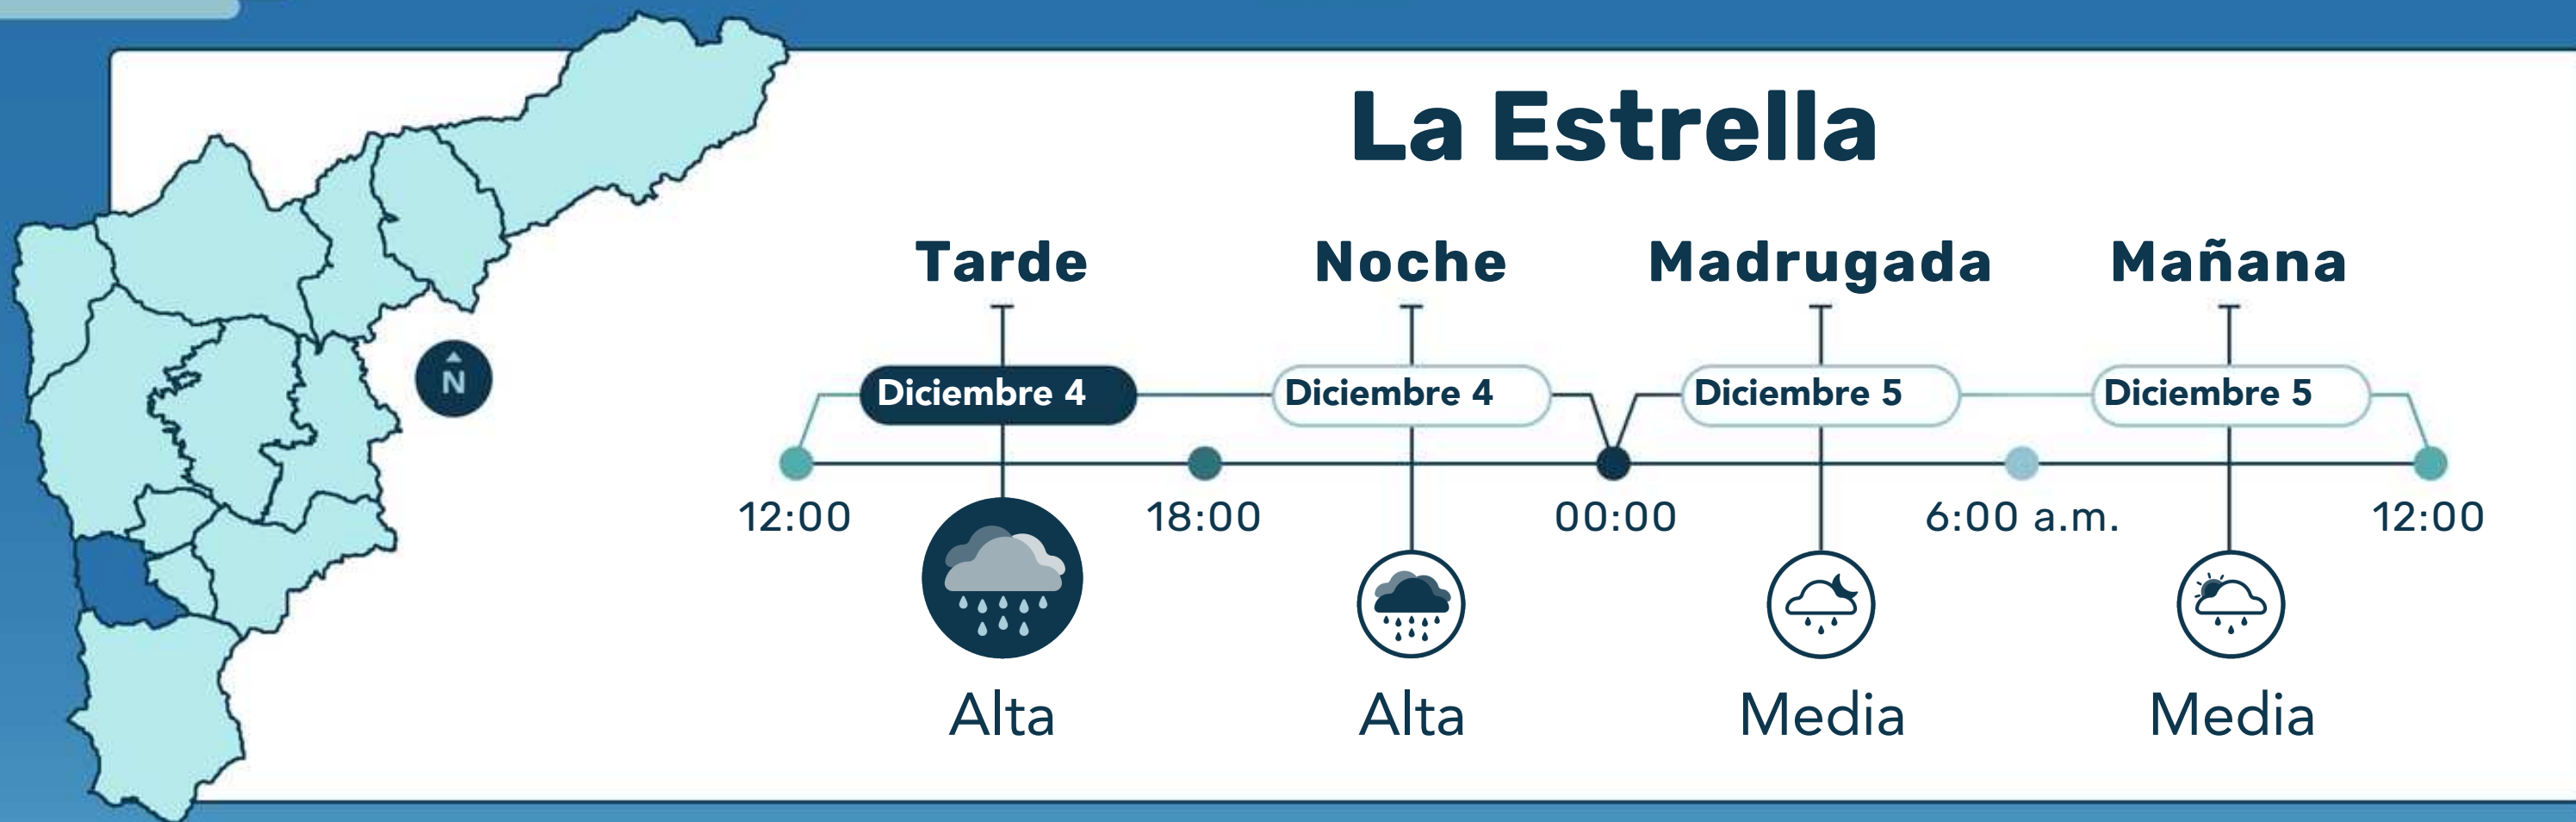 La Estrella
Tarde Noche Madrugada Mañana
N
Diciembre 4 Diciembre 4 Diciembre 5 Diciembre 5
12:00 18:00 00:00 6:00 a.m. 12:00
Alta Alta Media Media